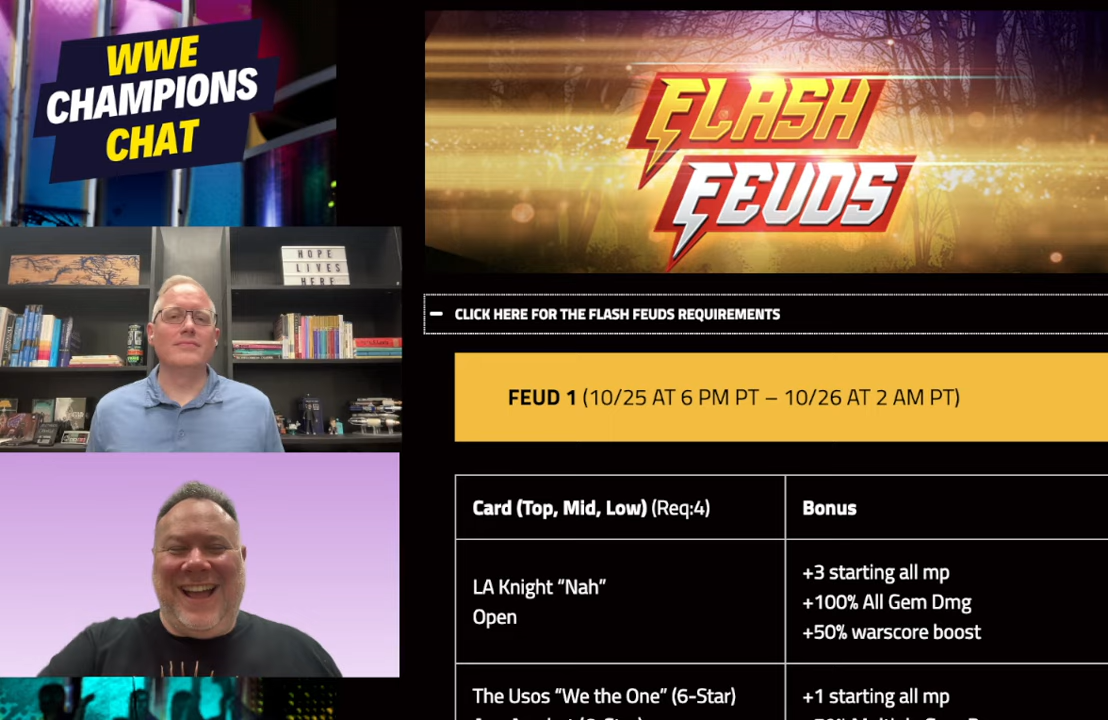 WWE
CHAMPIONS
CHAT
FLASH
FEUDS
HOPE
LIVES
HERE
CLICK HERE FOR THE FLASH FEUDS REQUIREMENTS
FEUD 1 (10/25 AT 6 PM PT – 10/26 AT 2 AM PT)
Card (Top, Mid, Low) (Req:4)
Bonus
LA Knight “Nah”
Open
+3 starting all mp
+100% All Gem Dmg
+50% warscore boost
The Usos “We the One” (6-Star)
+1 starting all mp